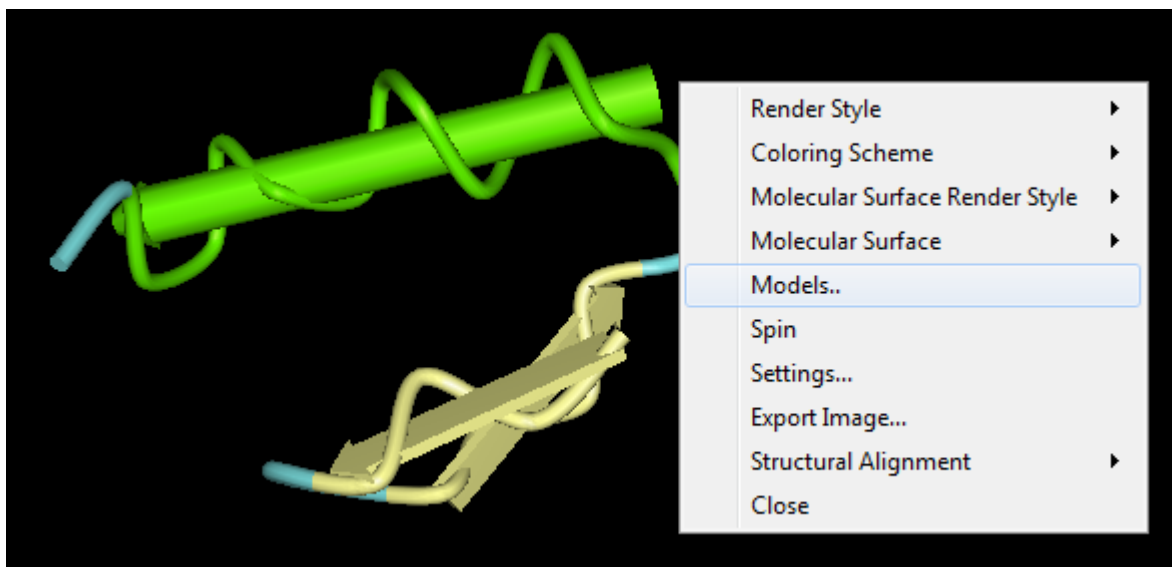 Render Style
Coloring Scheme
Molecular Surface Render Style
Molecular Surface
Models..
Spin
Settings...
Export Image...
Structural Alignment
Close